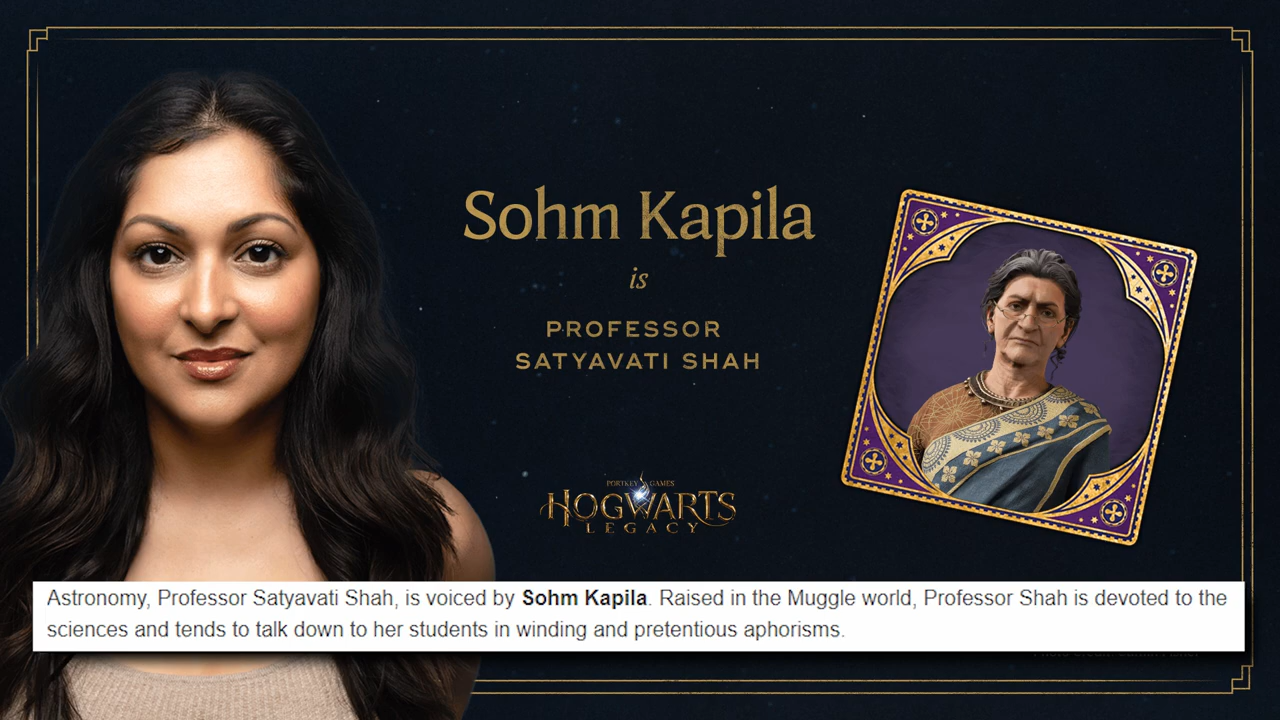 Sohm Kapila
is
PROFESSOR
SATYAVATI SHAH
PORTKEY GAMES
HOGWARTS
LEGACY
Astronomy, Professor Satyavati Shah, is voiced by Sohm Kapila. Raised in the Muggle world, Professor Shah is devoted to the
sciences and tends to talk down to her students in winding and pretentious aphorisms.